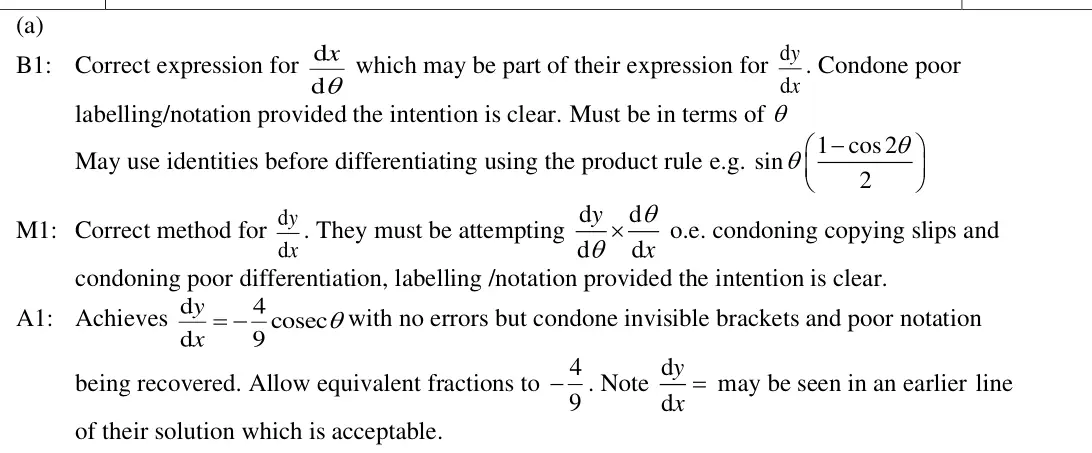 (a)
B1: Correct expression for dx/dθ which may be part of their expression for dy/dx. Condone poor
labelling/notation provided the intention is clear. Must be in terms of θ
May use identities before differentiating using the product rule e.g. sin θ((1−cos 2θ)/2)
M1: Correct method for dy/dx. They must be attempting dy/dθ × dθ/dx o.e. condoning copying slips and
condoning poor differentiation, labelling /notation provided the intention is clear.
A1: Achieves dy/dx = −4/9 cosec θ with no errors but condone invisible brackets and poor notation
being recovered. Allow equivalent fractions to −4/9. Note dy/dx = may be seen in an earlier line
of their solution which is acceptable.